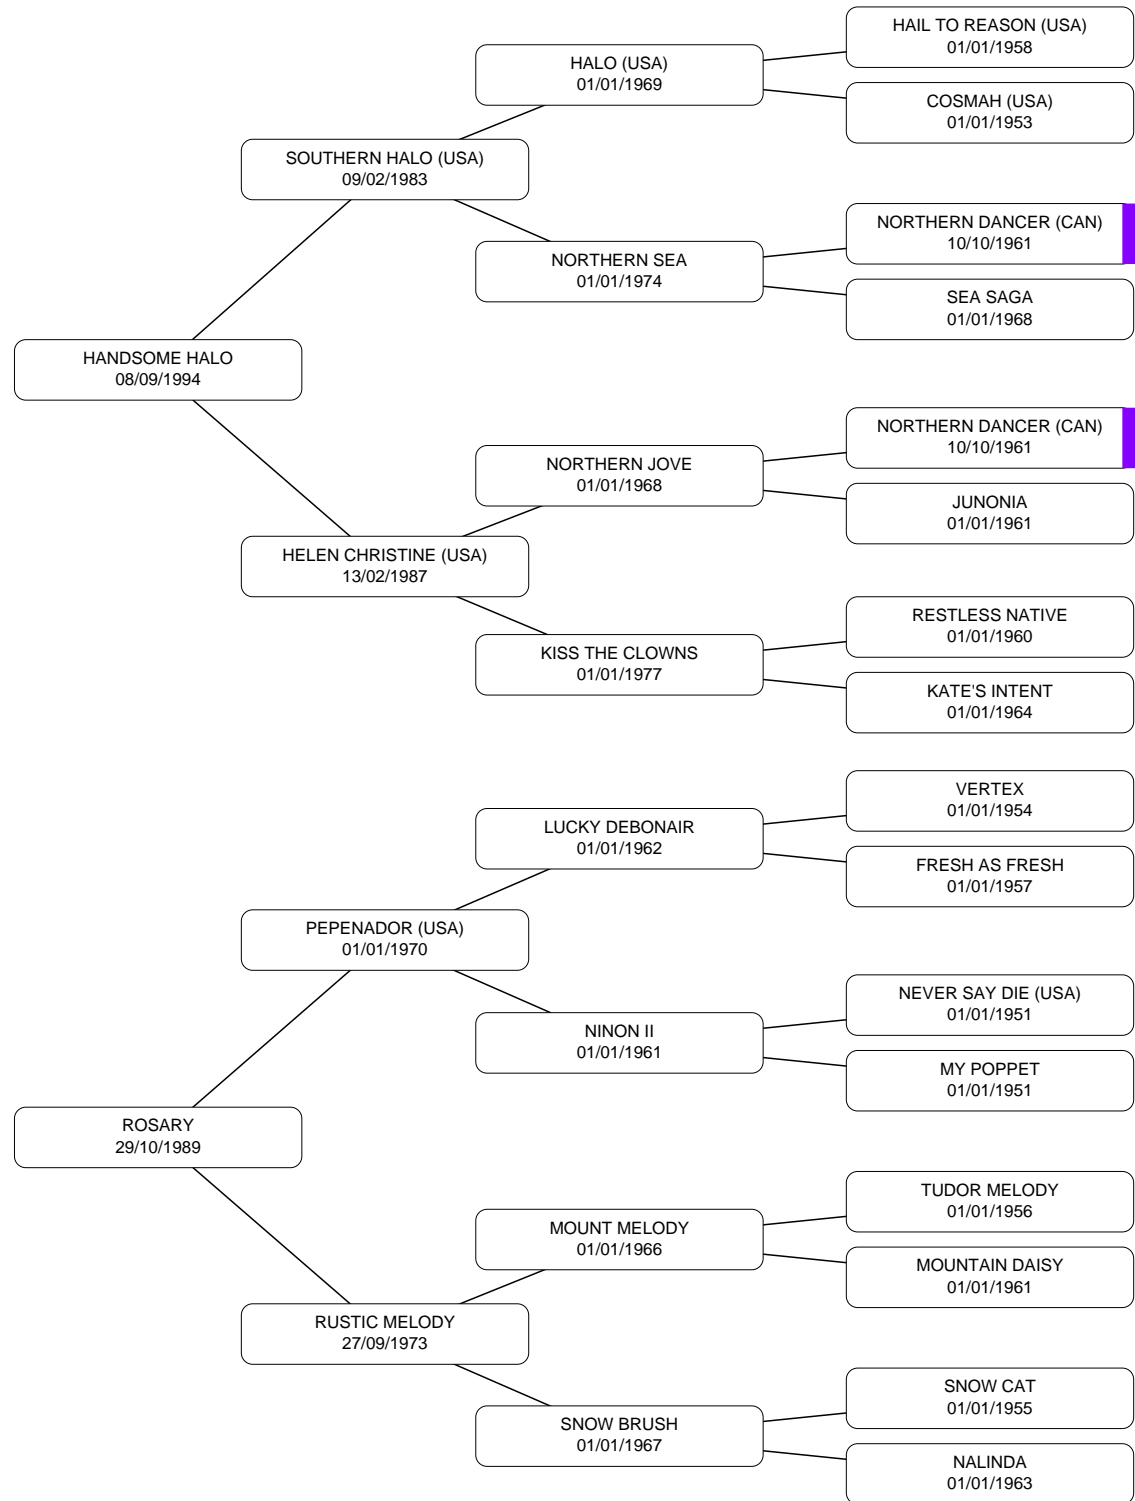 HAIL TO REASON (USA)
01/01/1958
HALO (USA)
01/01/1969
COSMAH (USA)
01/01/1953
SOUTHERN HALO (USA)
09/02/1983
NORTHERN DANCER (CAN)
10/10/1961
NORTHERN SEA
01/01/1974
SEA SAGA
01/01/1968
HANDSOME HALO
08/09/1994
NORTHERN DANCER (CAN)
10/10/1961
NORTHERN JOVE
01/01/1968
JUNONIA
01/01/1961
HELEN CHRISTINE (USA)
13/02/1987
RESTLESS NATIVE
01/01/1960
KISS THE CLOWNS
01/01/1977
KATE'S INTENT
01/01/1964
VERTEX
01/01/1954
LUCKY DEBONAIR
01/01/1962
FRESH AS FRESH
01/01/1957
PEPENADOR (USA)
01/01/1970
NEVER SAY DIE (USA)
01/01/1951
NINON II
01/01/1961
MY POPPET
01/01/1951
ROSARY
29/10/1989
TUDOR MELODY
01/01/1956
MOUNT MELODY
01/01/1966
MOUNTAIN DAISY
01/01/1961
RUSTIC MELODY
27/09/1973
SNOW CAT
01/01/1955
SNOW BRUSH
01/01/1967
NALINDA
01/01/1963